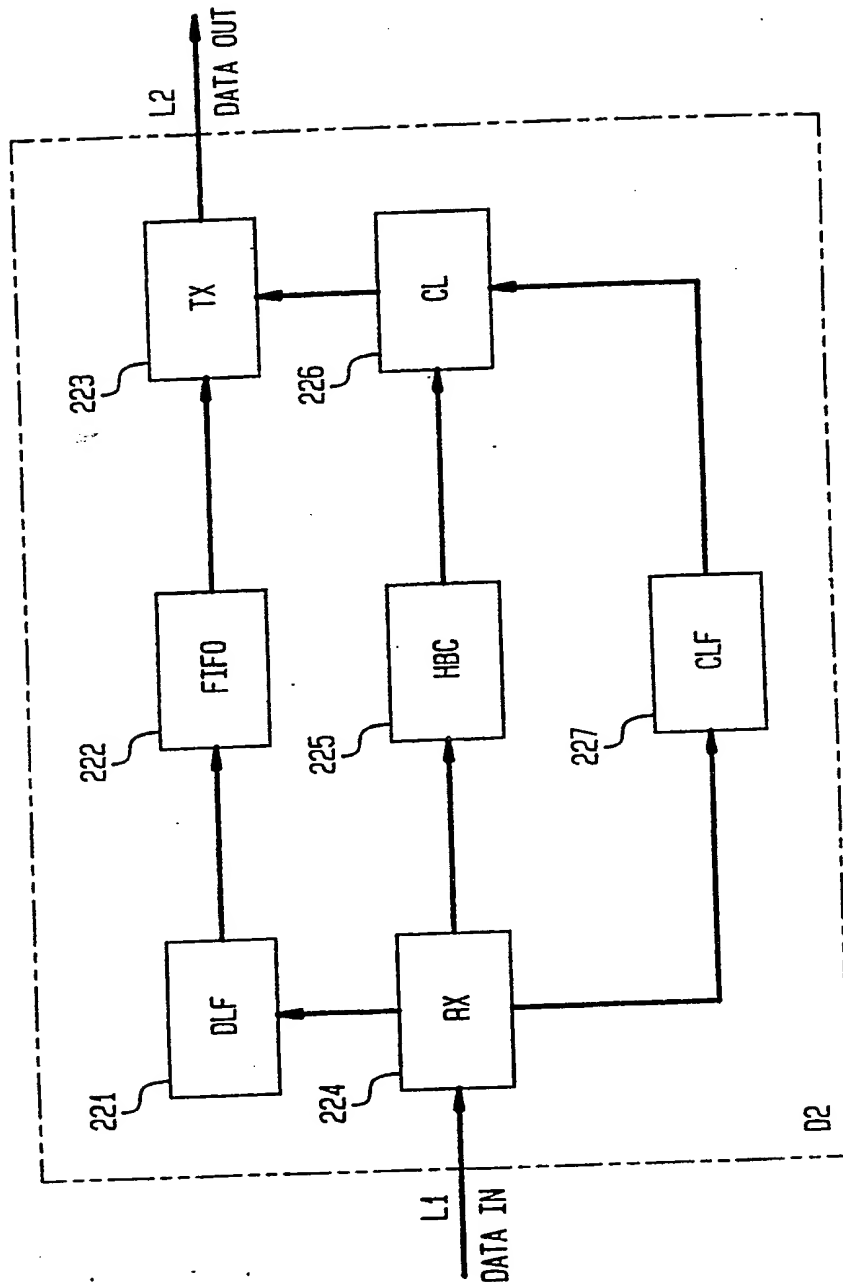 L2
DATA OUT
223
TX
222
FIFO
221
DLF
226
CL
225
HBC
224
RX
L1
DATA IN
227
CLF
D2